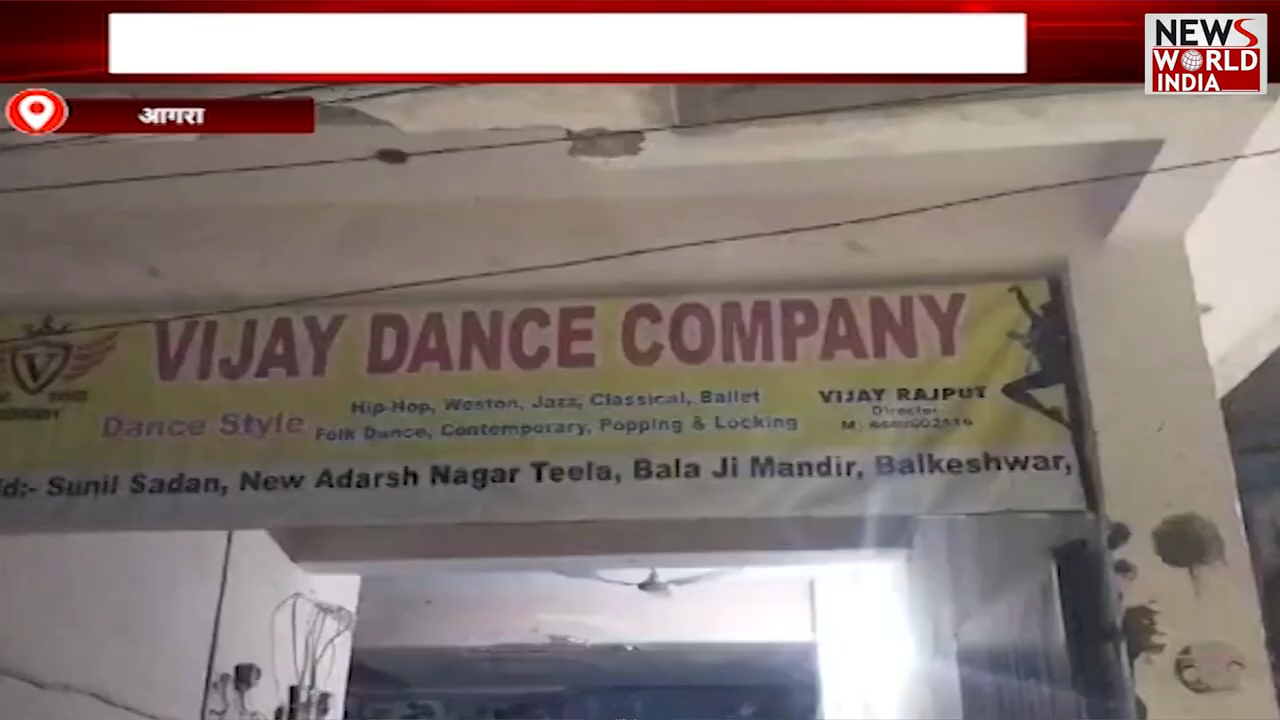 NEWS
WORLD
INDIA
आगरा
VIJAY DANCE COMPANY
V
Dance Style
Hip-Hop, Weston, Jazz, Classical, Ballet
Folk Dance, Contemporary, Popping & Locking
VIJAY RAJPUT
Director
M.
d:- Sunil Sadan, New Adarsh Nagar Teela, Bala Ji Mandir, Balkeshwar,